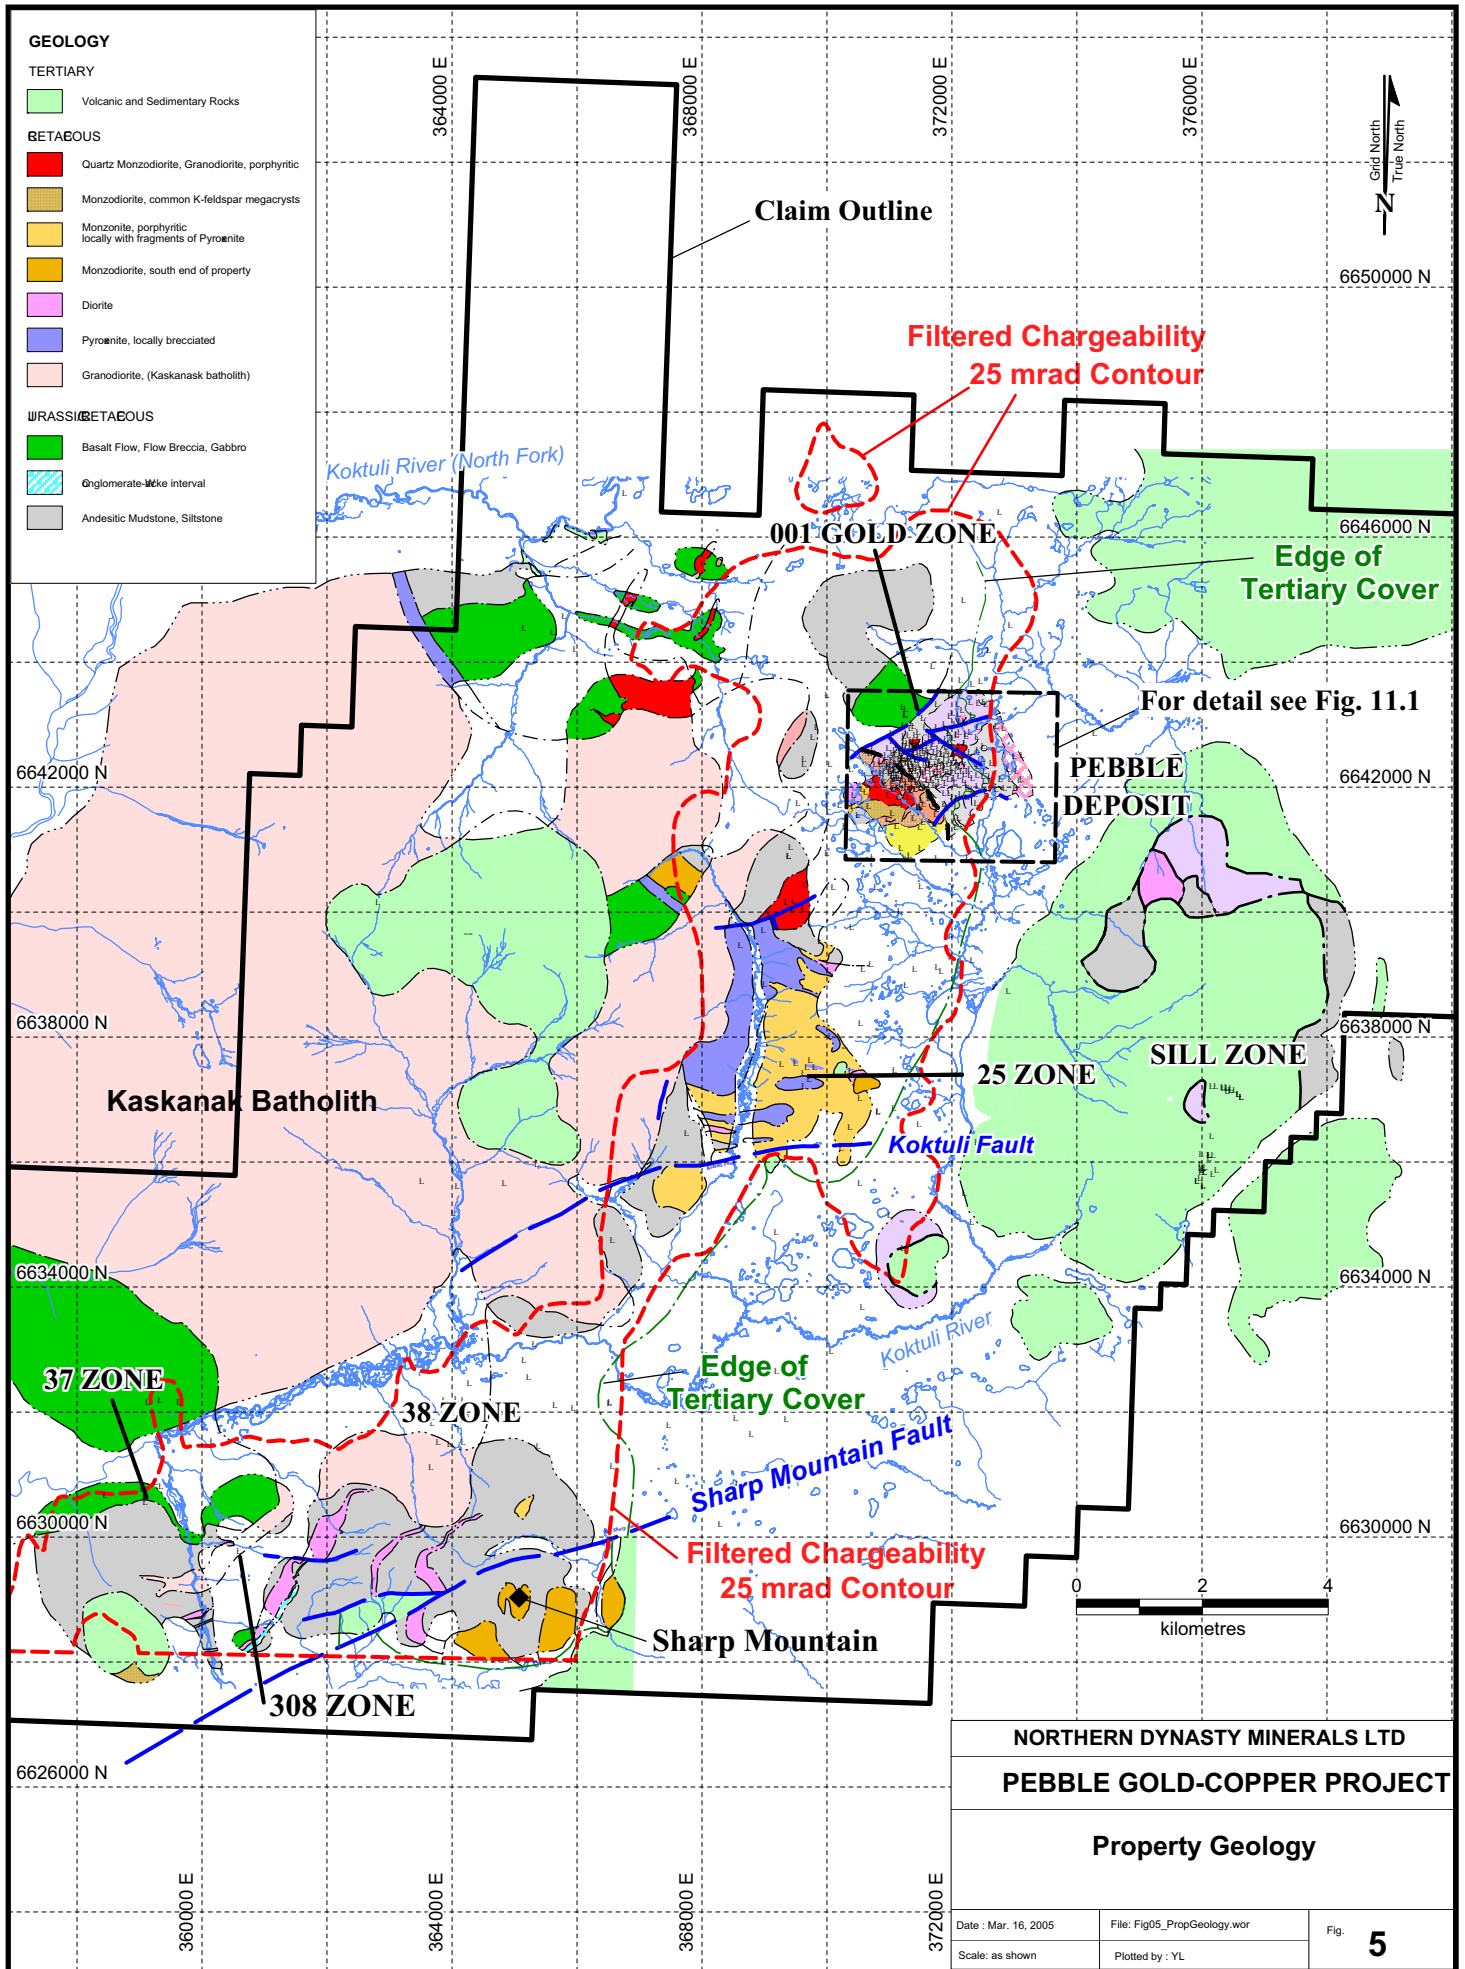 GEOLOGY
TERTIARY
Volcanic and Sedimentary Rocks
RETAEOUS
Quartz Monzodiorite, Granodiorite, porphyritic
Monzodiorite, common K-feldspar megacrysts
Monzonite, porphyritic
locally with fragments of Pyroxenite
Monzodiorite, south end of property
Diorite
Pyroxenite, locally brecciated
Granodiorite, (Kaskanask batholith)
Basalt Flow, Flow Breccia, Gabbro
interval
Andesitic Mudstone, Siltstone
364000 E
368000 E
372000 E
376000 E
Grid North
True North
N
Claim Outline
6650000 N
Filtered Chargeability
25 mrad Contour
Koktuli River (North Fork)
001 GOLD ZONE
6646000 N
Edge of
Tertiary Cover
For detail see Fig. 11.1
6642000 N
PEBBLE
DEPOSIT
6642000 N
6638000 N
6638000 N
SILL ZONE
25 ZONE
Kaskanak Batholith
Koktuli Fault
6634000 N
6634000 N
Koktuli River
37 ZONE
Edge of
Tertiary Cover
38 ZONE
Sharp Mountain Fault
6630000 N
6630000 N
Filtered Chargeability
25 mrad Contour
0 2 4
kilometres
Sharp Mountain
308 ZONE
6626000 N
360000 E
364000 E
368000 E
372000 E
NORTHERN DYNASTY MINERALS LTD
PEBBLE GOLD-COPPER PROJECT
Property Geology
Date : Mar. 16, 2005
File: Fig05_PropGeology.wor
Fig.
5
Scale: as shown
Plotted by : YL